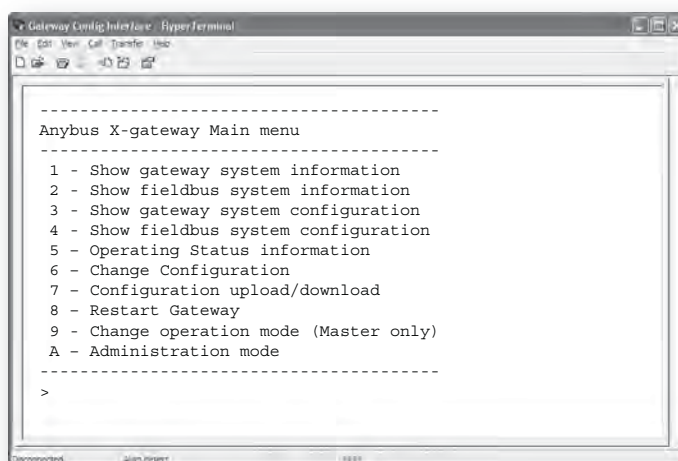 Gateway Config Interface - HyperTerminal
File Edit View Call Transfer Help
----------------------------------------
Anybus X-gateway Main menu
----------------------------------------
1 - Show gateway system information
2 - Show fieldbus system information
3 - Show gateway system configuration
4 - Show fieldbus system configuration
5 – Operating Status information
6 – Change Configuration
7 – Configuration upload/download
8 – Restart Gateway
9 - Change operation mode (Master only)
A – Administration mode
----------------------------------------
>
Disconnected